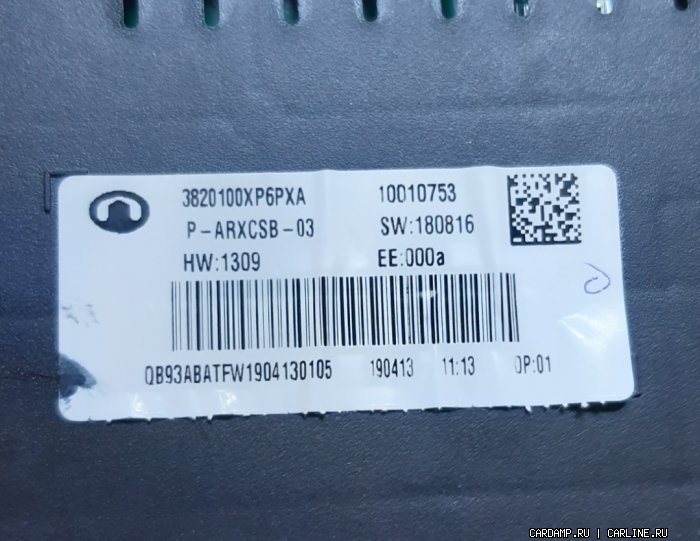 3820100XP6PXA 10010753
P-ARXCSB-03 SW:180816
HW:1309 EE:000a
QB93ABATFW1904130105 190413 11:13 OP:01
CARDAMP.RU | CARLINE.RU